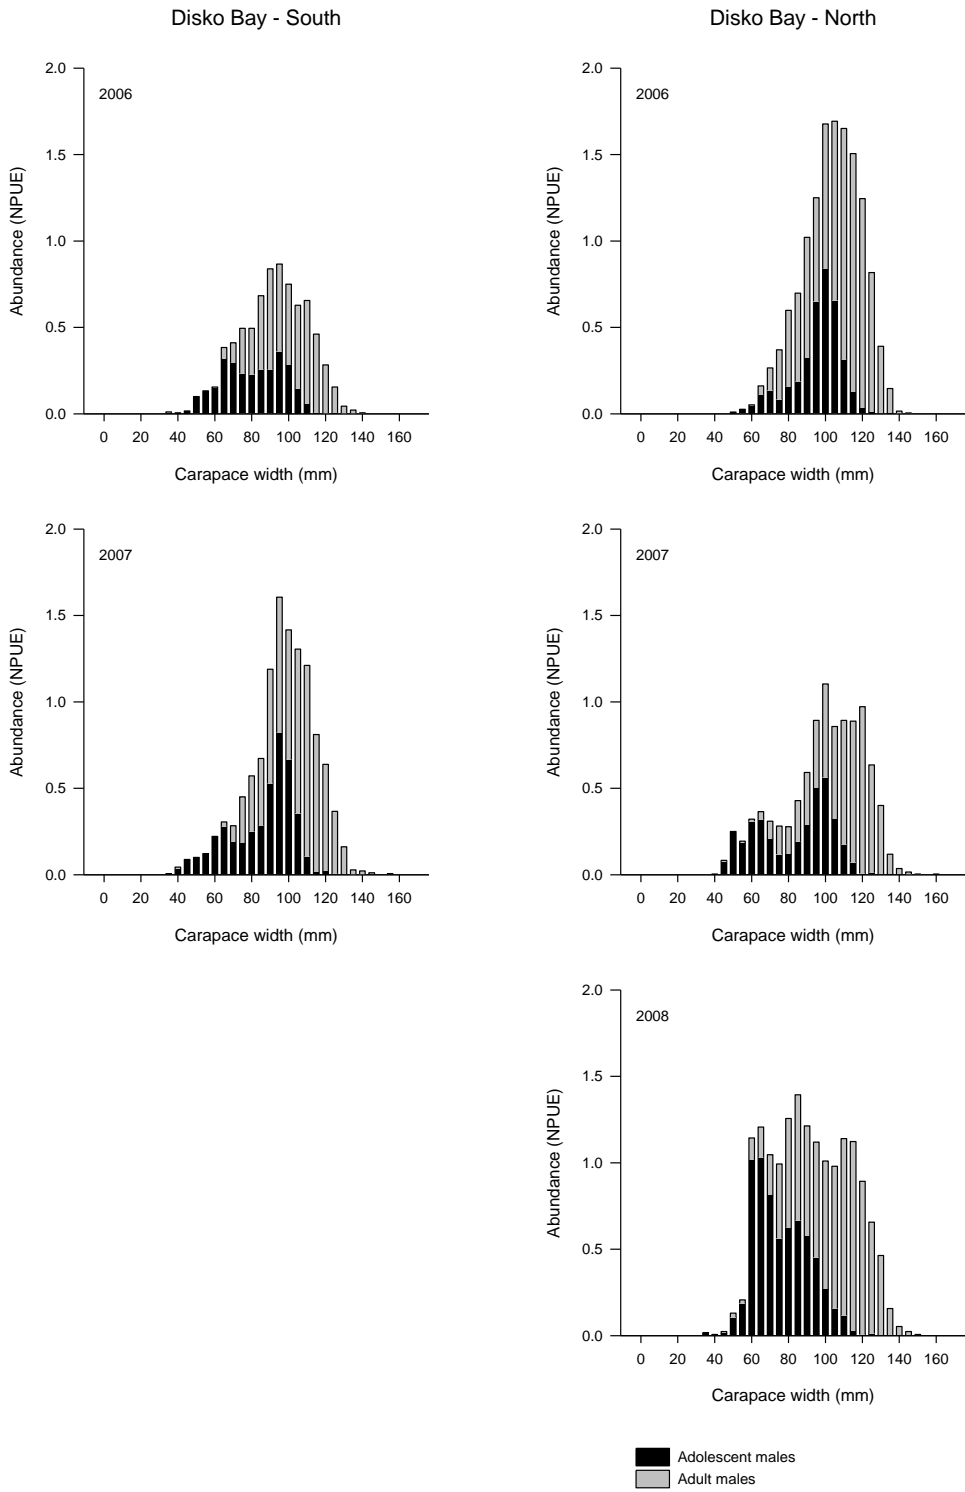 Disko Bay - South
Disko Bay - North
2006
Abundance (NPUE)
2.0
1.5
1.0
0.5
0.0
0 20 40 60 80 100 120 140 160
Carapace width (mm)
2006
Abundance (NPUE)
2.0
1.5
1.0
0.5
0.0
0 20 40 60 80 100 120 140 160
Carapace width (mm)
2007
Abundance (NPUE)
2.0
1.5
1.0
0.5
0.0
0 20 40 60 80 100 120 140 160
Carapace width (mm)
2007
Abundance (NPUE)
2.0
1.5
1.0
0.5
0.0
0 20 40 60 80 100 120 140 160
Carapace width (mm)
2008
Abundance (NPUE)
2.0
1.5
1.0
0.5
0.0
0 20 40 60 80 100 120 140 160
Carapace width (mm)
Adolescent males
Adult males